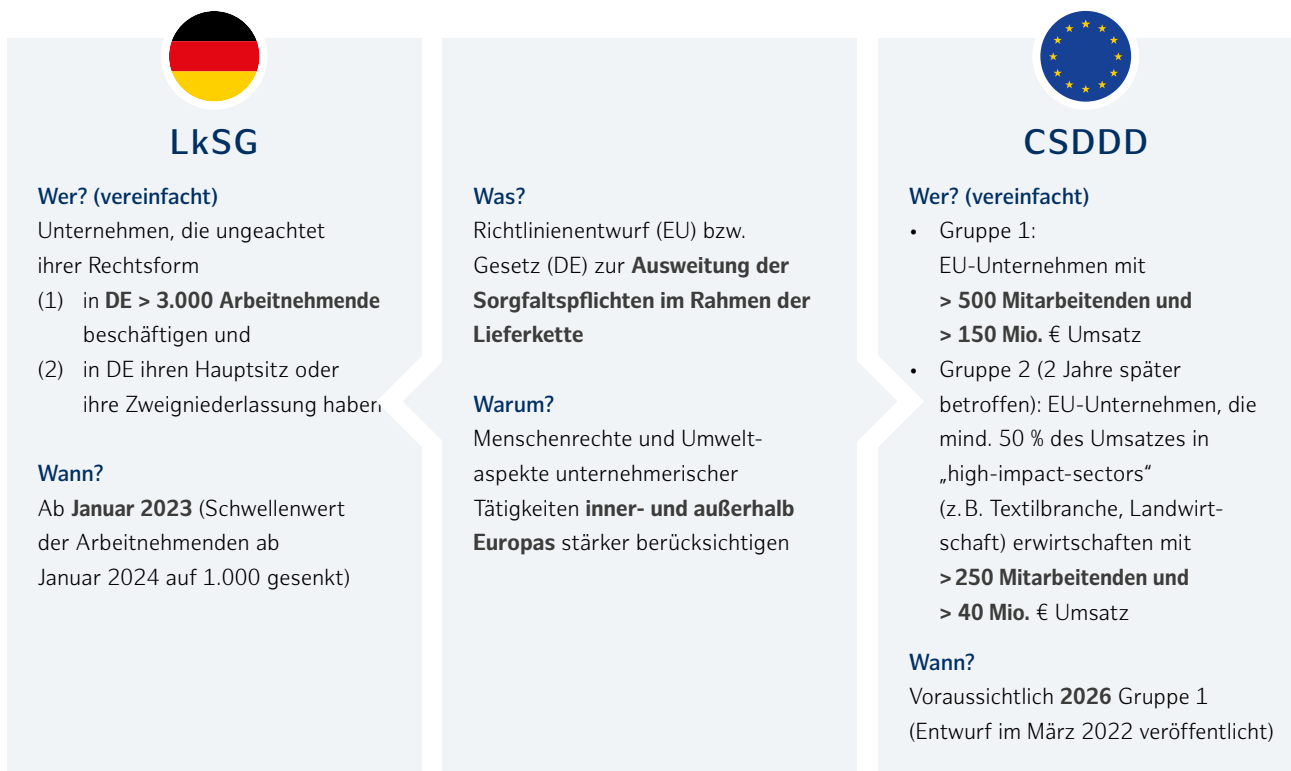 LkSG
Wer? (vereinfacht)
Unternehmen, die ungeachtet
ihrer Rechtsform
(1) in DE > 3.000 Arbeitnehmende
beschäftigen und
(2) in DE ihren Hauptsitz oder
ihre Zweigniederlassung haben
Wann?
Ab Januar 2023 (Schwellenwert
der Arbeitnehmenden ab
Januar 2024 auf 1.000 gesenkt)
Was?
Richtlinienentwurf (EU) bzw.
Gesetz (DE) zur Ausweitung der
Sorgfaltspflichten im Rahmen der
Lieferkette
Warum?
Menschenrechte und Umwelt-
aspekte unternehmerischer
Tätigkeiten inner- und außerhalb
Europas stärker berücksichtigen
CSDDD
Wer? (vereinfacht)
• Gruppe 1:
EU-Unternehmen mit
> 500 Mitarbeitenden und
> 150 Mio. € Umsatz
• Gruppe 2 (2 Jahre später
betroffen): EU-Unternehmen, die
mind. 50 % des Umsatzes in
„high-impact-sectors“
(z. B. Textilbranche, Landwirt-
schaft) erwirtschaften mit
> 250 Mitarbeitenden und
> 40 Mio. € Umsatz
Wann?
Voraussichtlich 2026 Gruppe 1
(Entwurf im März 2022 veröffentlicht)